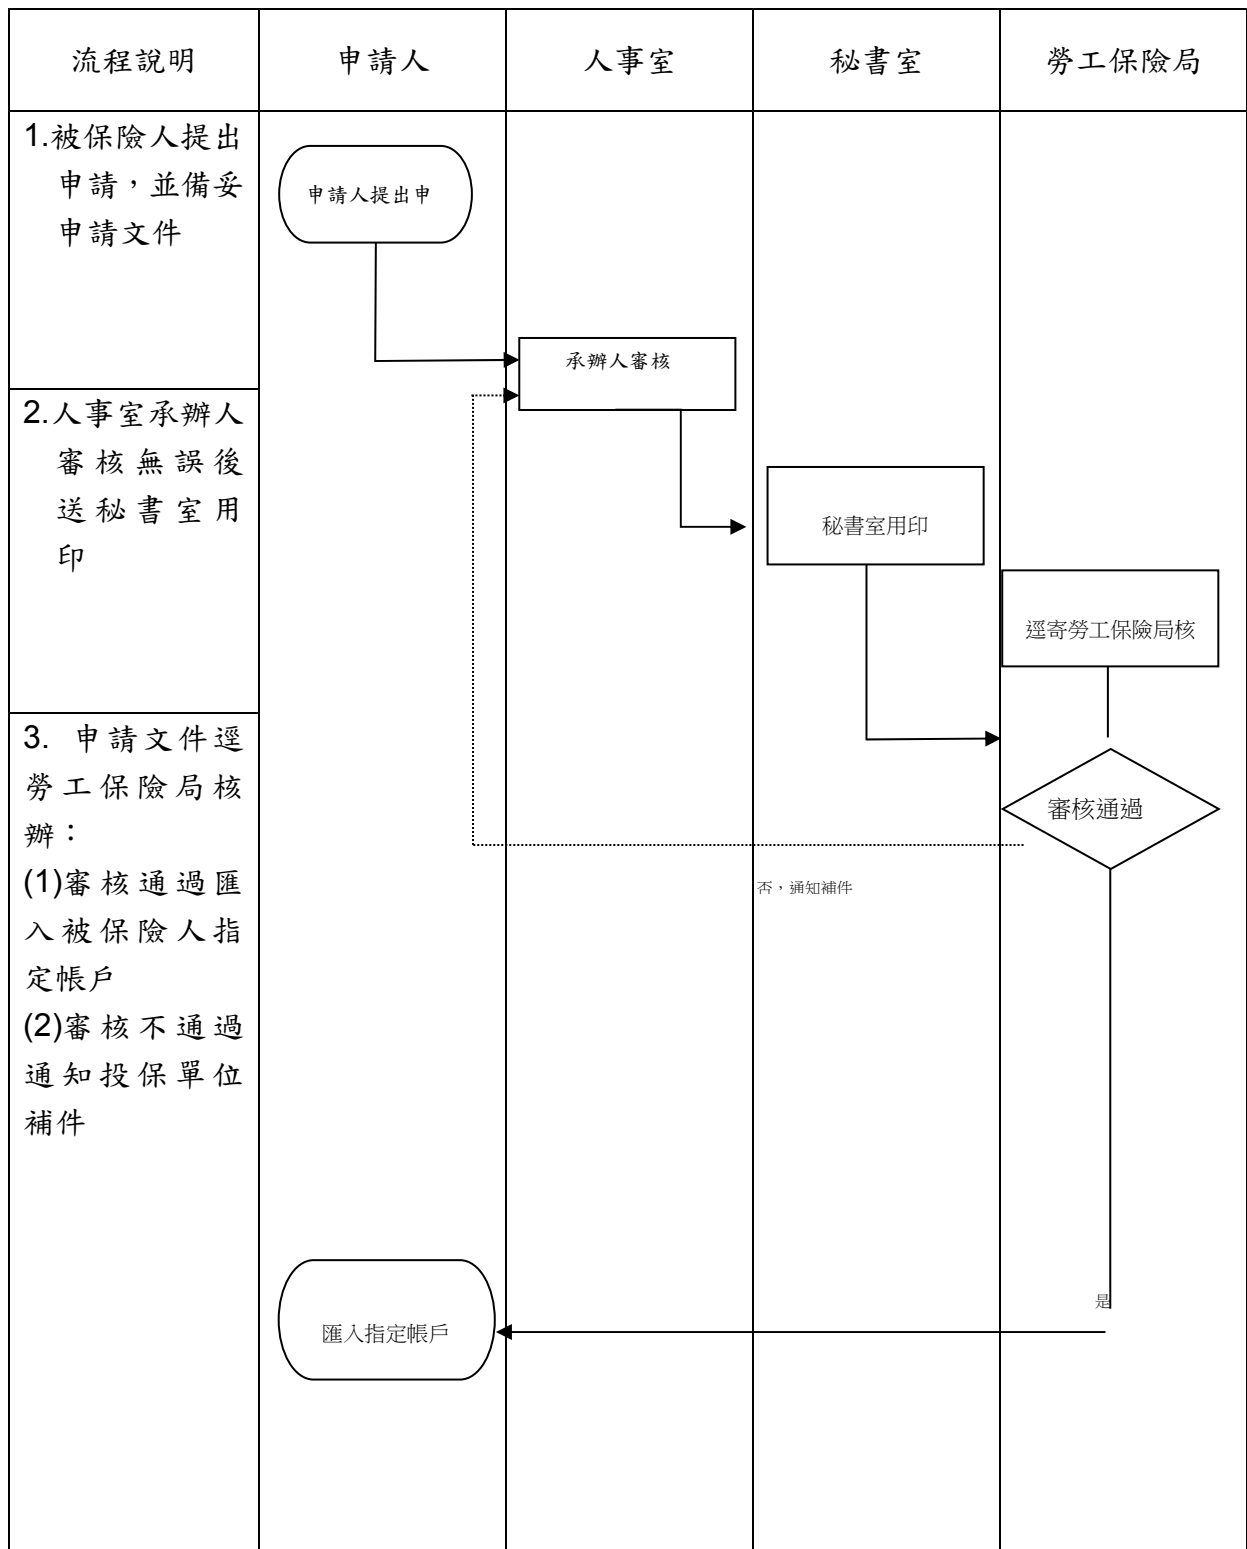 流程說明
申請人
人事室
秘書室
勞工保險局
1.被保險人提出
申請，並備妥
申請文件
申請人提出申
承辦人審核
2.人事室承辦人
審核無誤後
送秘書室用
印
秘書室用印
逕寄勞工保險局核
3. 申請文件逕
勞工保險局核
辦：
(1)審核通過匯
入被保險人指
定帳戶
(2)審核不通過
通知投保單位
補件
審核通過
否，通知補件
是
匯入指定帳戶